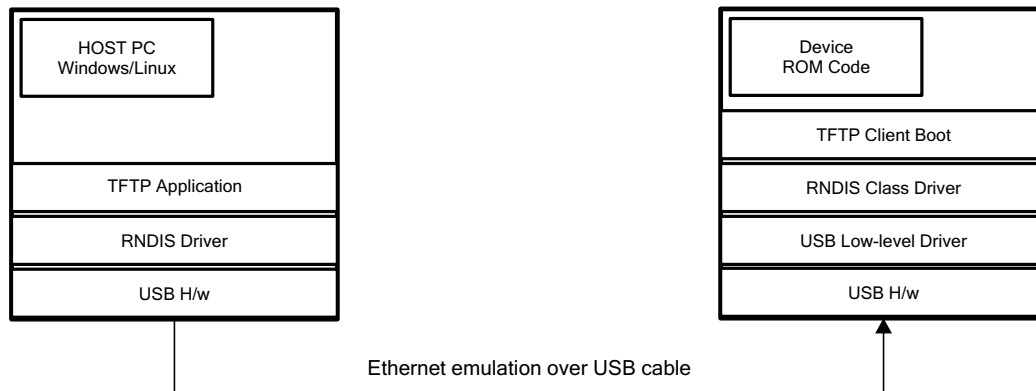 HOST PC
Windows/Linux
TFTP Application
RNDIS Driver
USB H/w
Device
ROM Code
TFTP Client Boot
RNDIS Class Driver
USB Low-level Driver
USB H/w
Ethernet emulation over USB cable